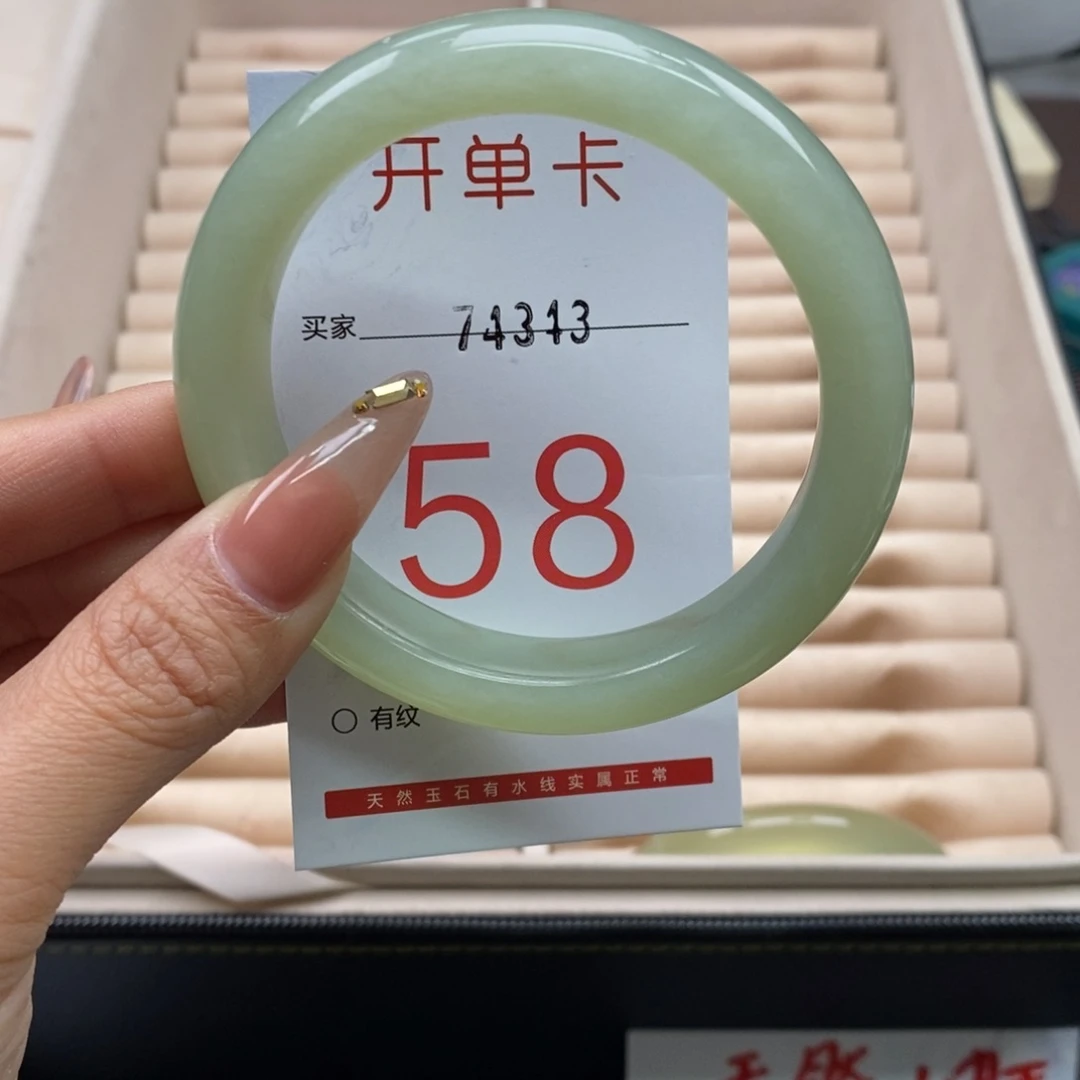 开单卡
买家 74343
58
○ 有纹
天然玉石有水线实属正常